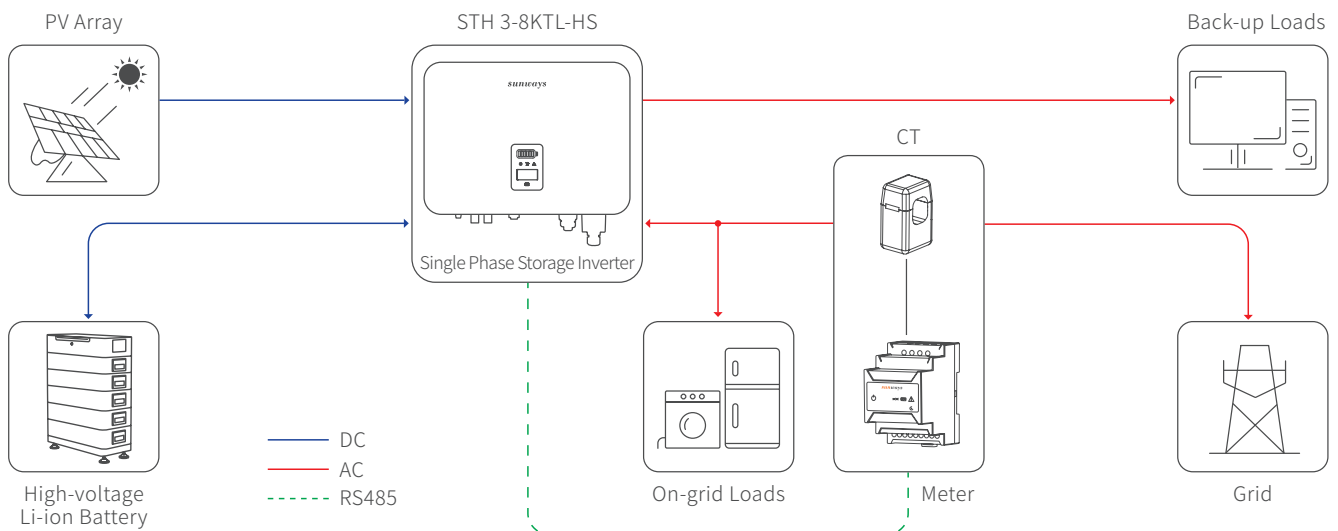 PV Array
STH 3-8KTL-HS
Back-up Loads
sunways
CT
Single Phase Storage Inverter
DC
AC
RS485
High-voltage
Li-ion Battery
On-grid Loads
Meter
Grid